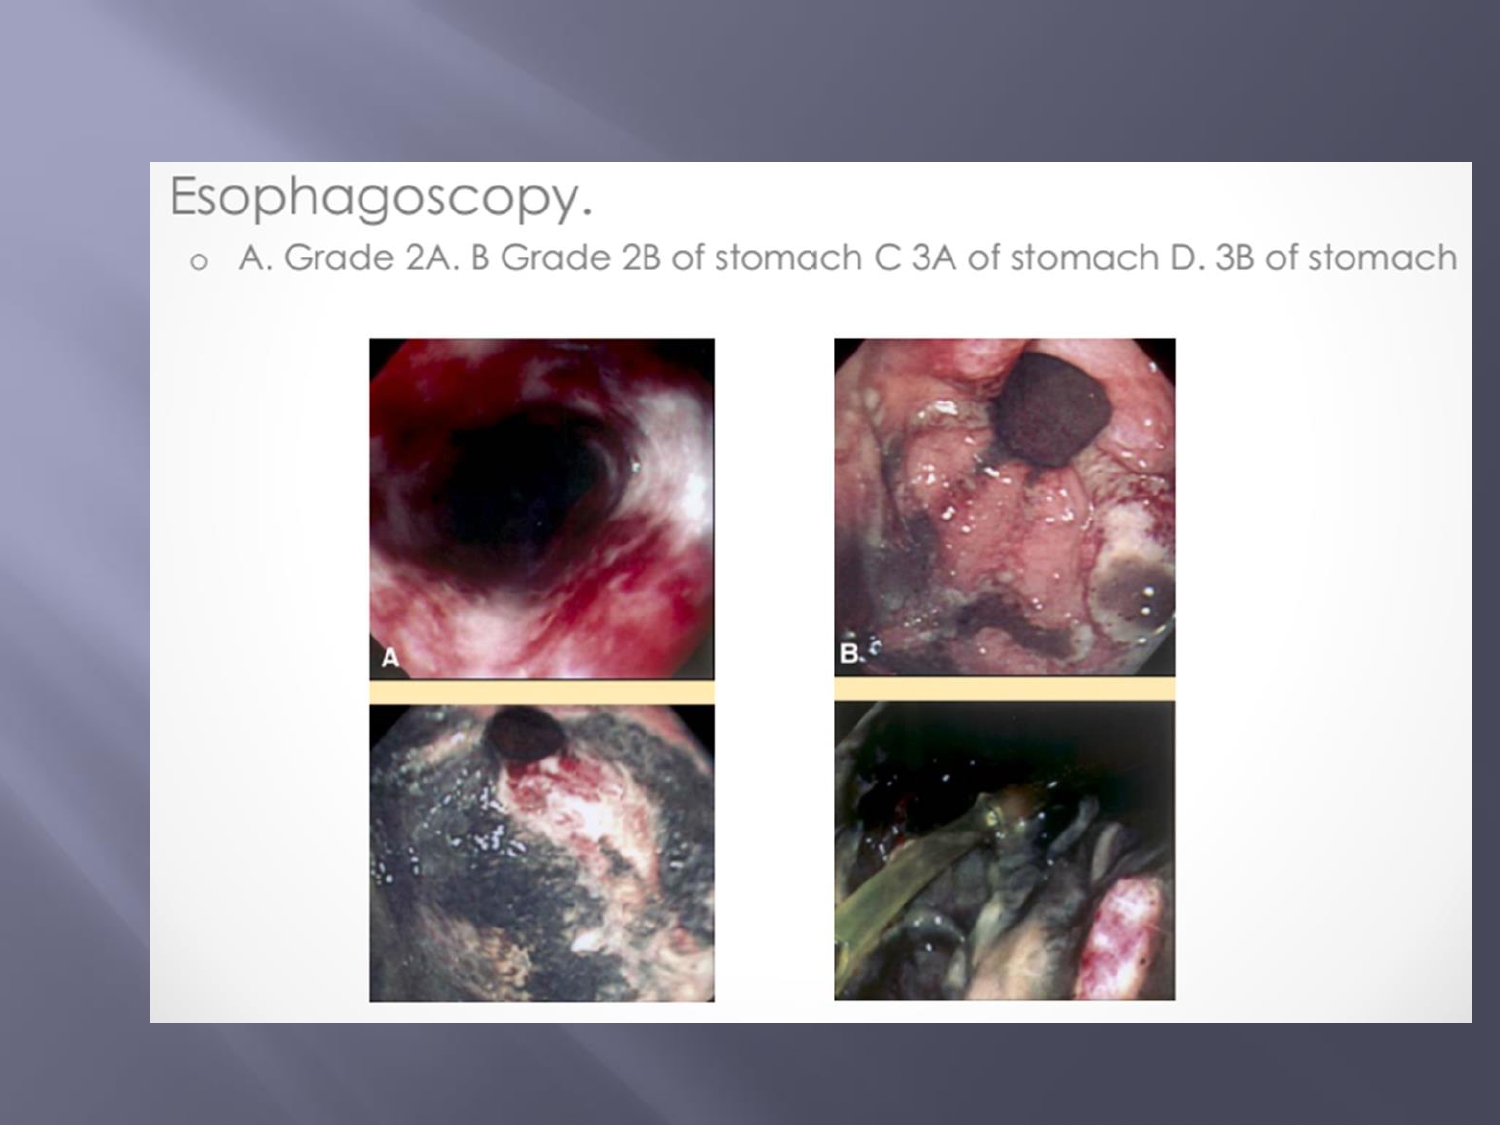 Esophagoscopy.
A. Grade 2A. B Grade 2B of stomach C 3A of stomach D. 3B of stomach
A
B